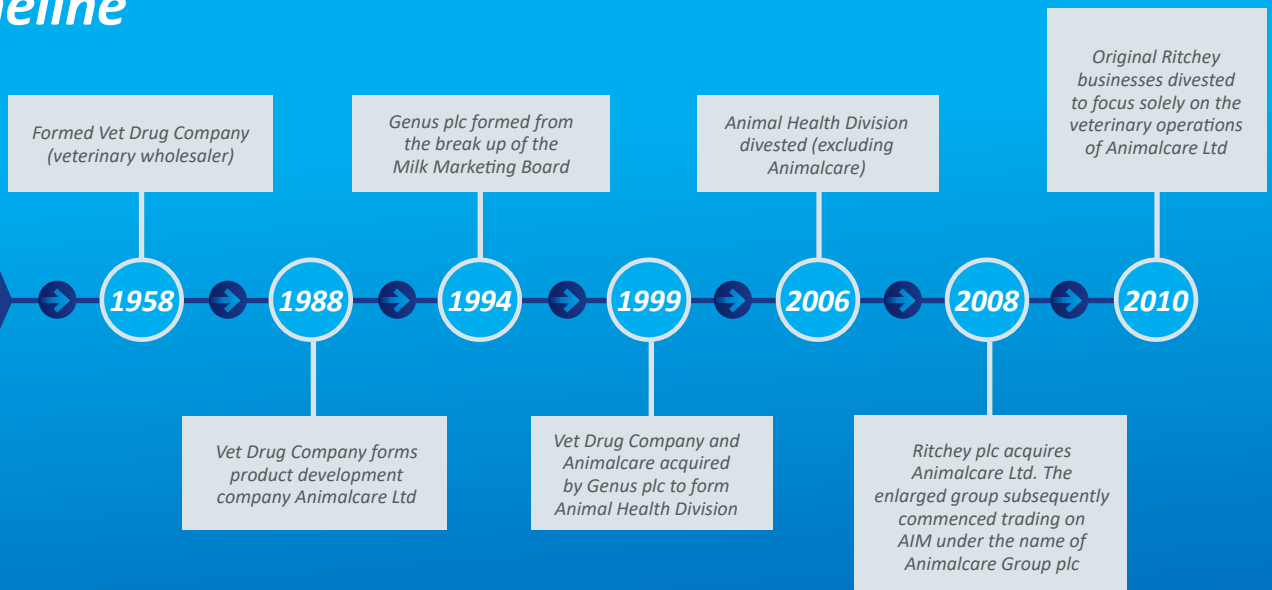 Formed Vet Drug Company
(veterinary wholesaler)
Genus plc formed from
the break up of the
Milk Marketing Board
Animal Health Division
divested (excluding
Animalcare)
Original Ritchey
businesses divested
to focus solely on the
veterinary operations
of Animalcare Ltd
1958
1988
1994
1999
2006
2008
2010
Vet Drug Company forms
product development
company Animalcare Ltd
Vet Drug Company and
Animalcare acquired
by Genus plc to form
Animal Health Division
Ritchey plc acquires
Animalcare Ltd. The
enlarged group subsequently
commenced trading on
AIM under the name of
Animalcare Group plc